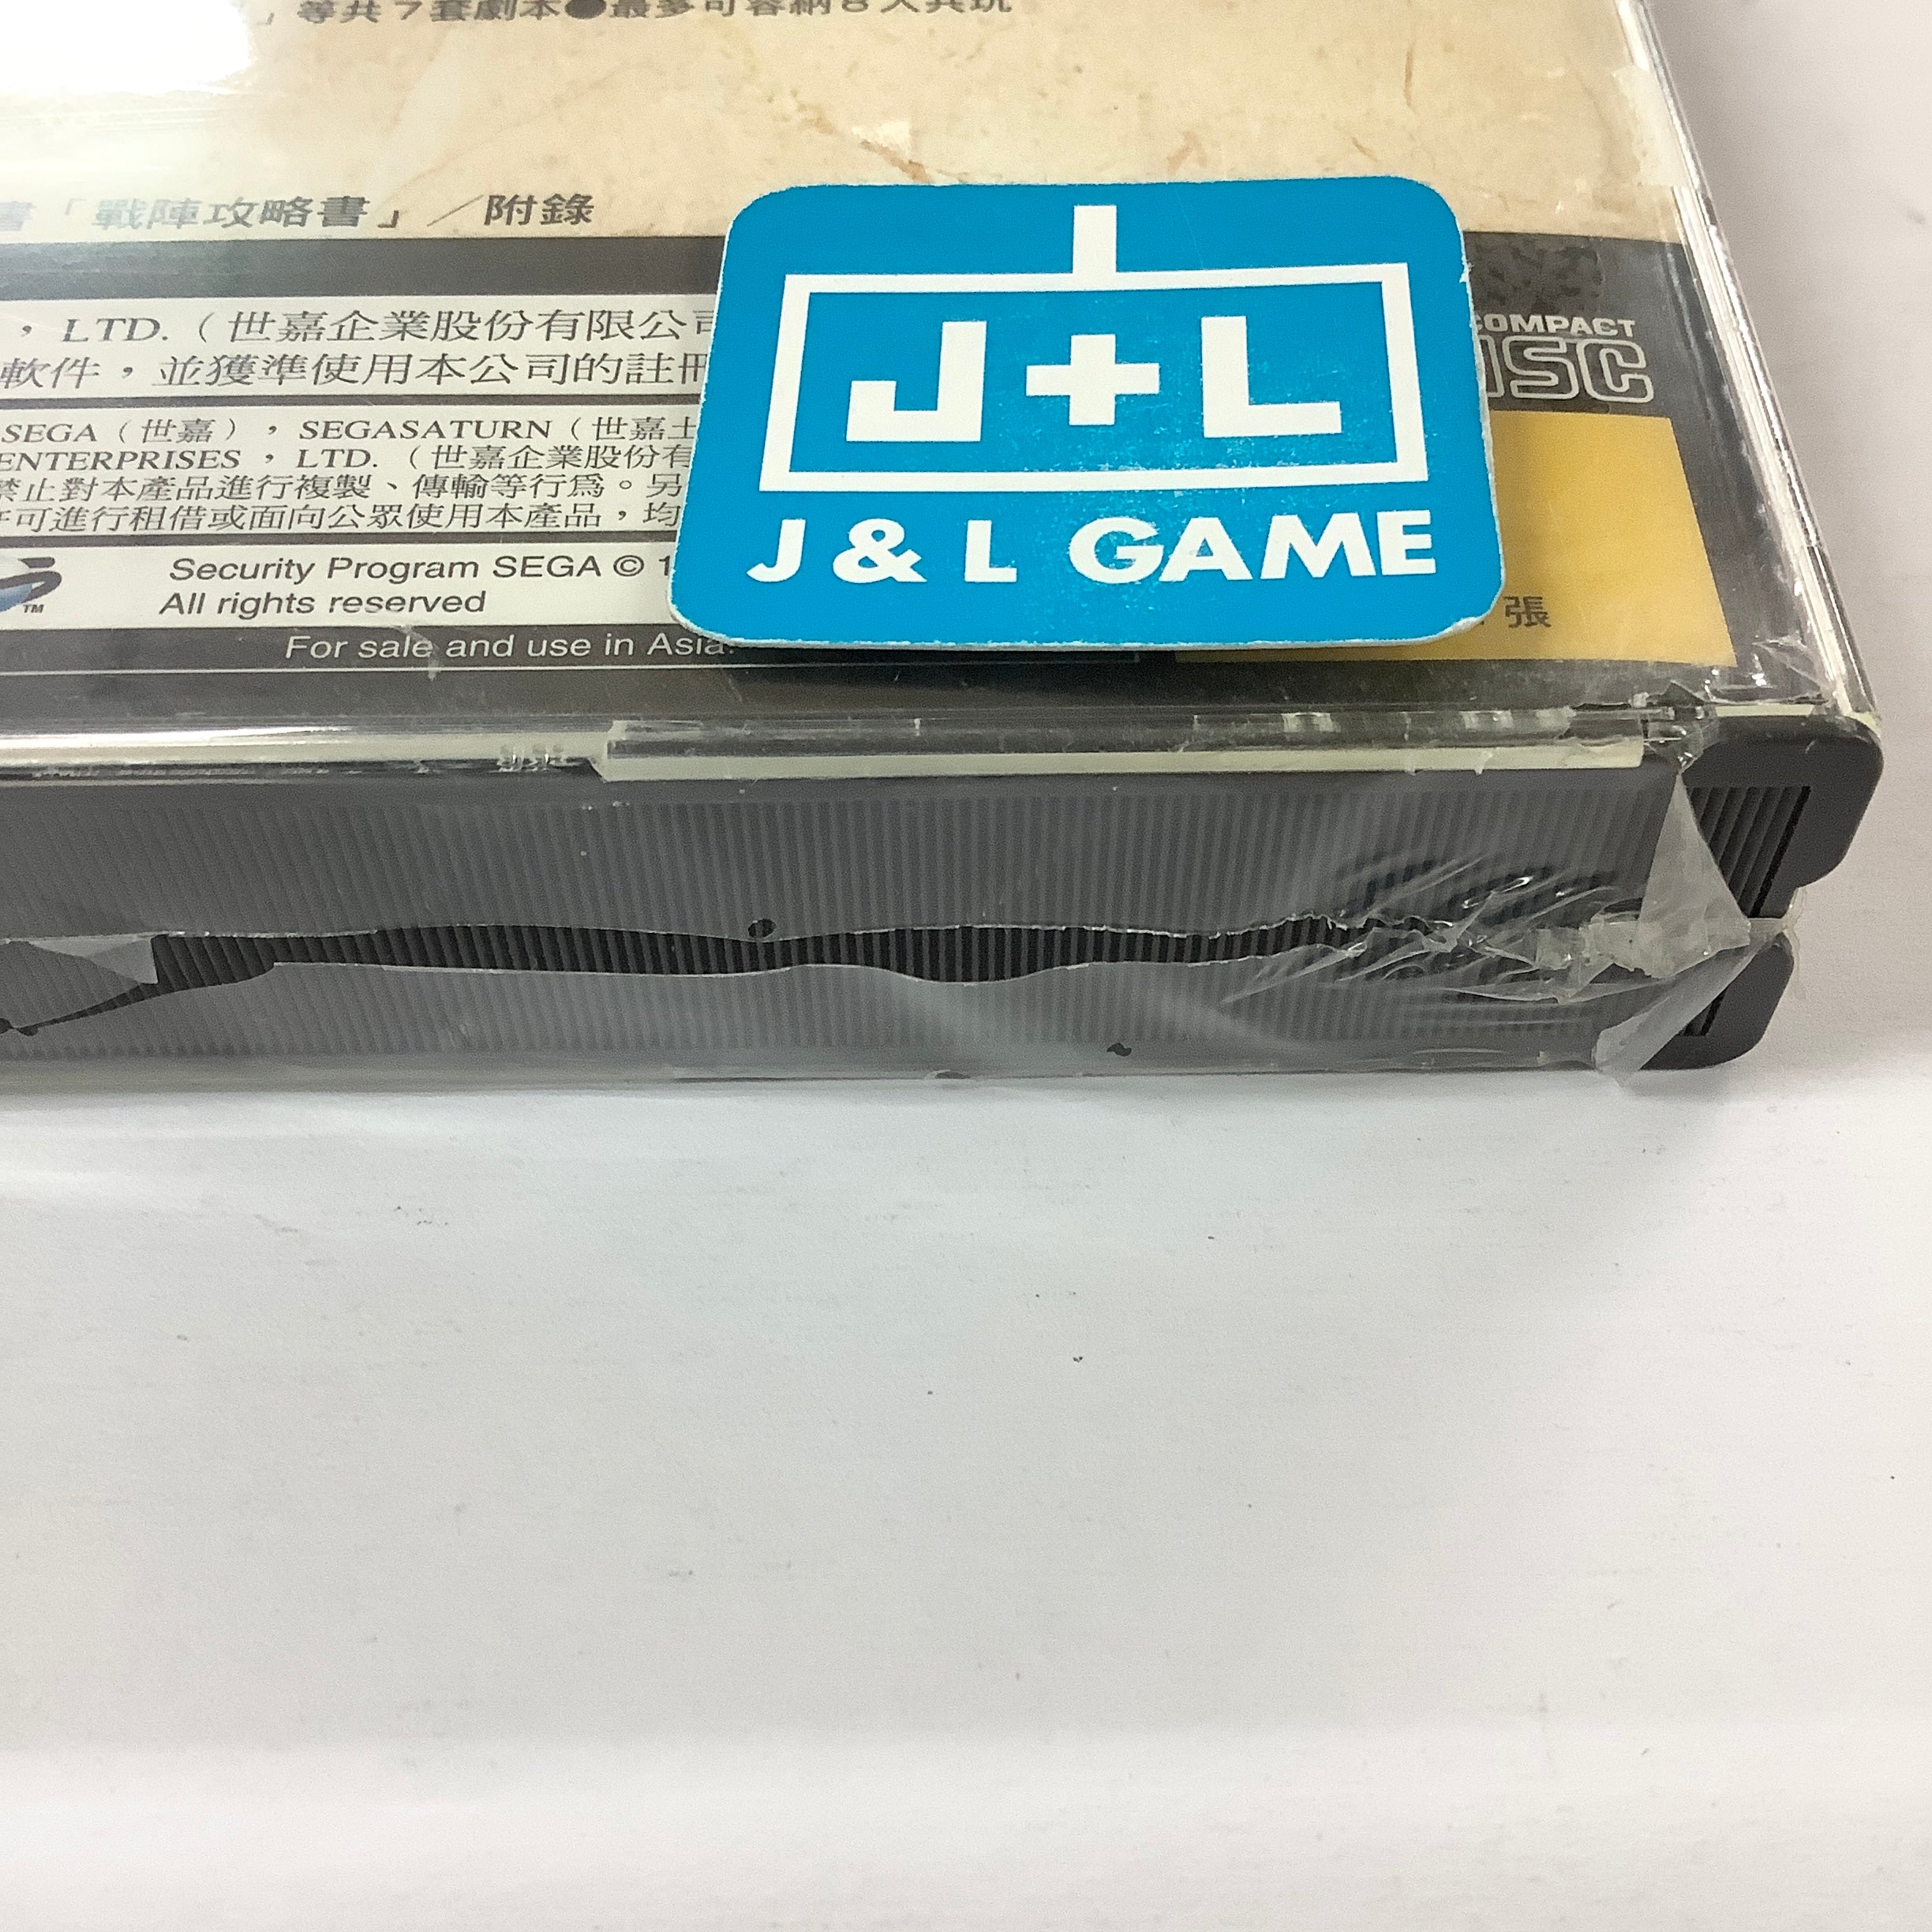 」等共7套劇本●最多可容納8人共玩
書「戰陣攻略書」／附錄
，LTD.（世嘉企業股份有限公司
軟件，並獲準使用本公司的註冊
SEGA（世嘉），SEGASATURN（世嘉土
ENTERPRISES，LTD.（世嘉企業股份有
禁止對本產品進行複製、傳輸等行爲。另
許可進行租借或面向公眾使用本產品，均
TM
Security Program SEGA © 1
All rights reserved
For sale and use in Asia.
J+L
J & L GAME
COMPACT
DISC
張